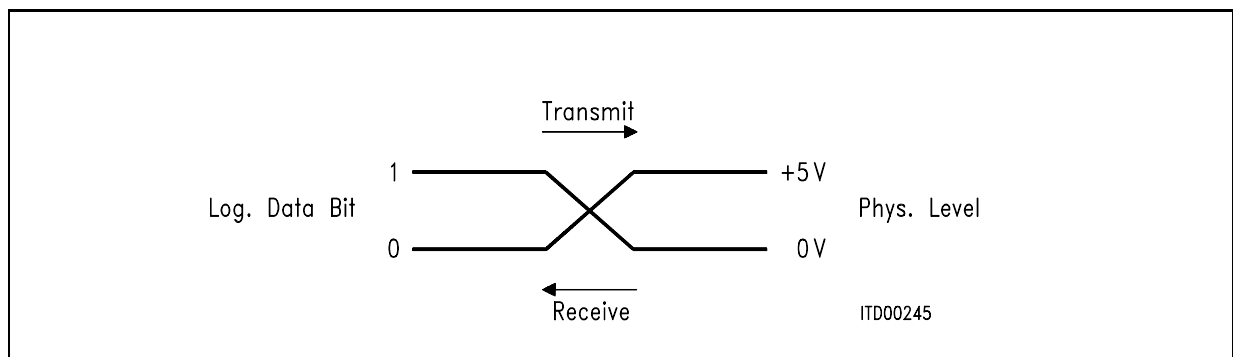 Transmit
1
+5V
Log. Data Bit
Phys. Level
0
0V
Receive
ITD00245